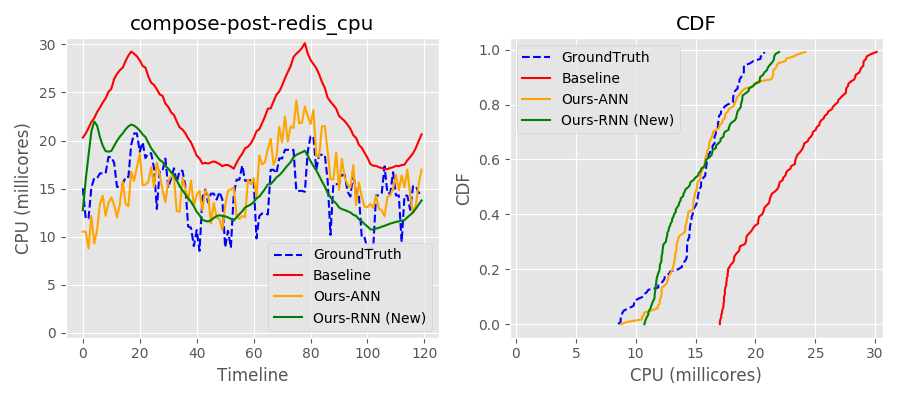 compose-post-redis_cpu
CPU (millicores)
30
25
20
15
10
5
0
GroundTruth
Baseline
Ours-ANN
Ours-RNN (New)
0 20 40 60 80 100 120
Timeline
CDF
CDF
1.0
0.8
0.6
0.4
0.2
0.0
GroundTruth
Baseline
Ours-ANN
Ours-RNN (New)
0 5 10 15 20 25 30
CPU (millicores)